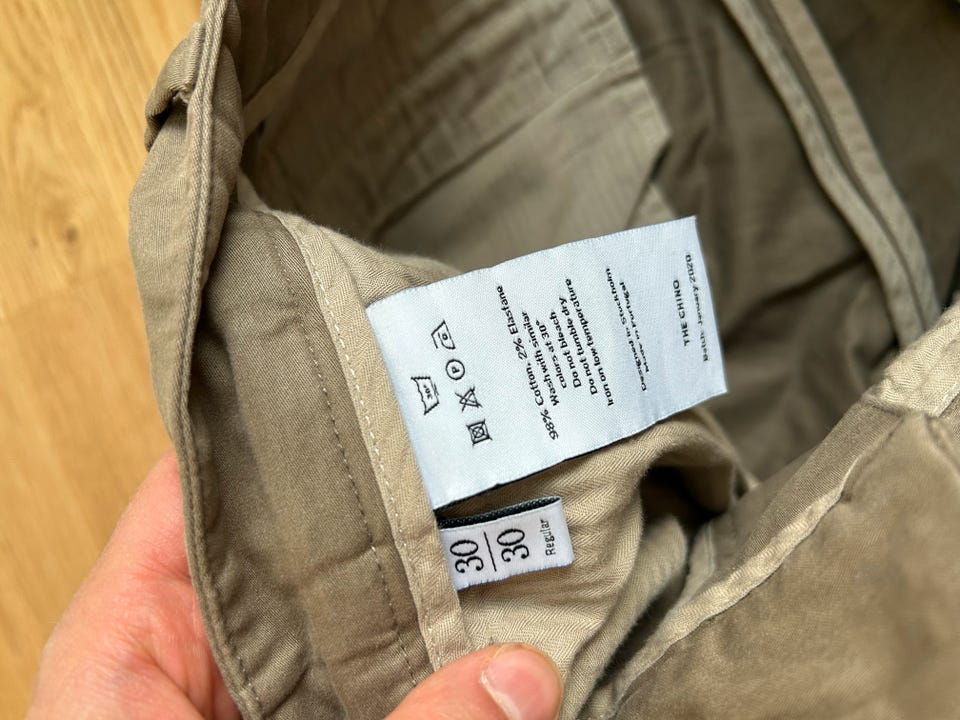 98% Cotton, 2% Elastane
Wash with similar
colors at 30°
Do not bleach
Do not tumble dry
Iron on low temperature
Designed in Stockholm
Made in Portugal
THE CHINO
Batch: January 2020
30
30
Regular
P